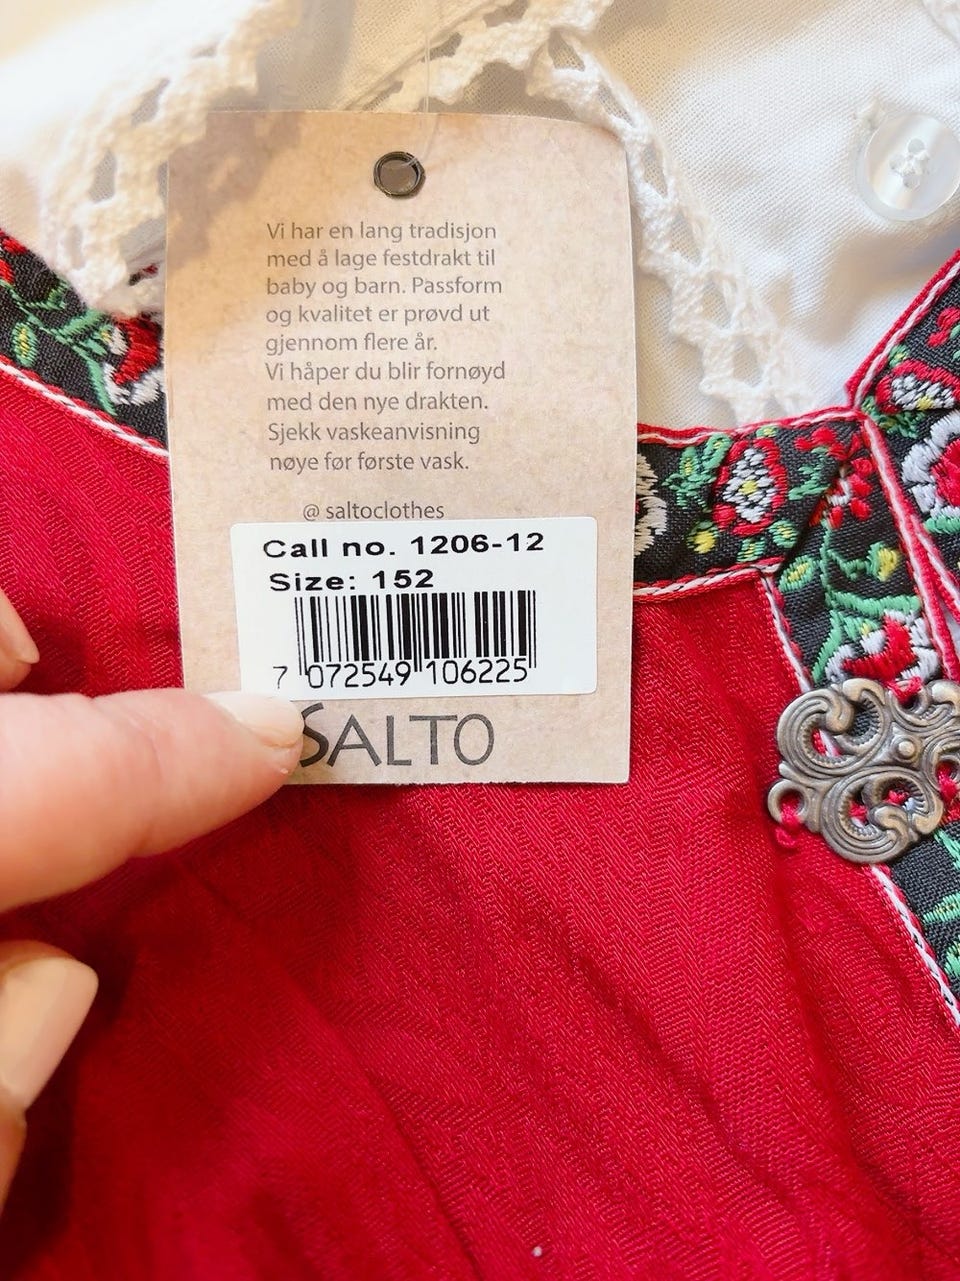 Vi har en lang tradisjon
med å lage festdrakt til
baby og barn. Passform
og kvalitet er prøvd ut
gjennom flere år.
Vi håper du blir fornøyd
med den nye drakten.
Sjekk vaskeanvisning
nøye før første vask.
@ saltoclothes
Call no. 1206-12
Size: 152
7 072549 106225
SALTO